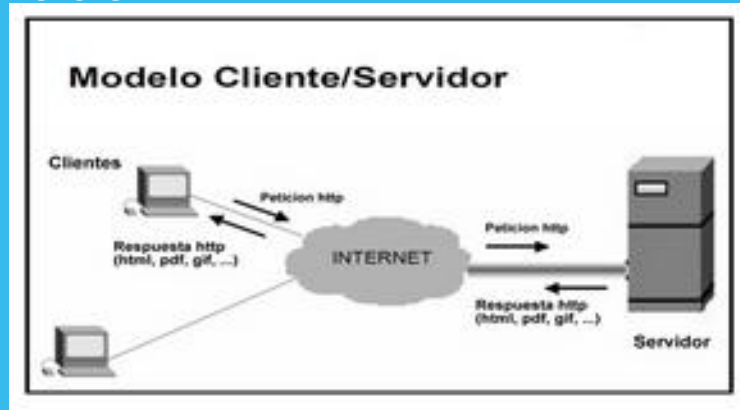 Modelo Cliente/Servidor
Clientes
Peticion http
Respuesta http
(html, pdf, gif, ...)
INTERNET
Peticion http
Respuesta http
(html, pdf, gif, ...)
Servidor